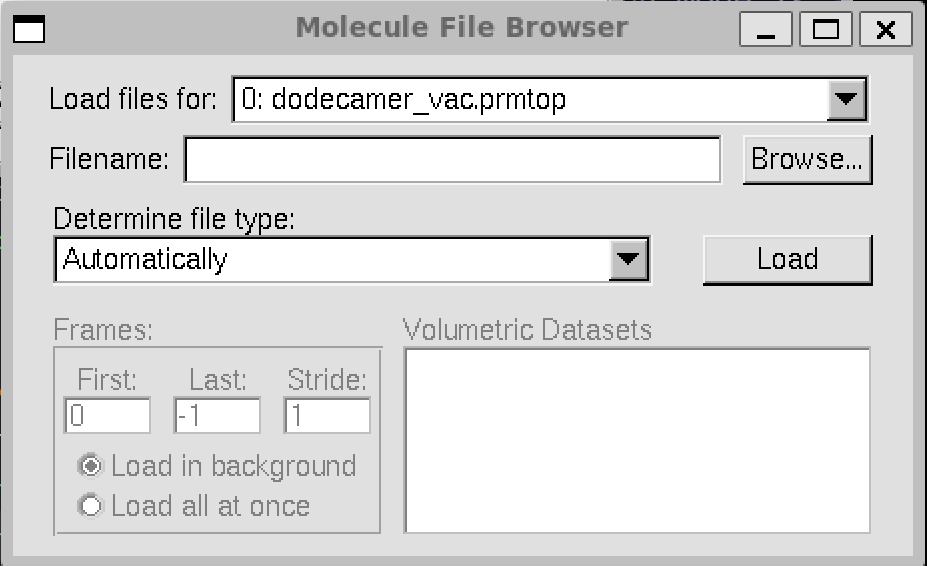 Molecule File Browser
Load files for: 0: dodecamer_vac.prmtop
Filename: Browse...
Determine file type:
Automatically Load
Frames: Volumetric Datasets
First: Last: Stride:
0 -1 1
Load in background
Load all at once